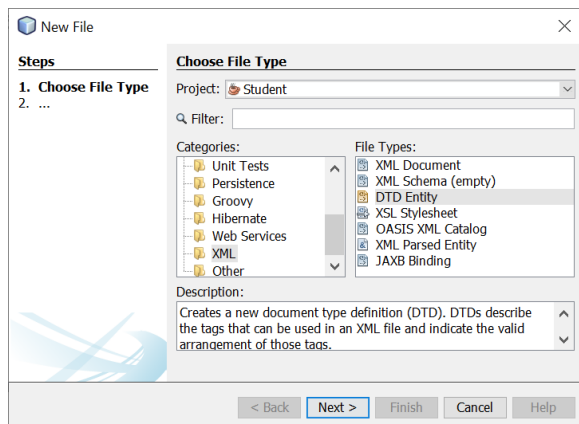 New File
Steps
1. Choose File Type
2. ...
Choose File Type
Project: Student
Filter:
Categories:
Unit Tests
Persistence
Groovy
Hibernate
Web Services
XML
Other
File Types:
XML Document
XML Schema (empty)
DTD Entity
XSL Stylesheet
OASIS XML Catalog
XML Parsed Entity
JAXB Binding
Description:
Creates a new document type definition (DTD). DTDs describe
the tags that can be used in an XML file and indicate the valid
arrangement of those tags.
< Back Next > Finish Cancel Help